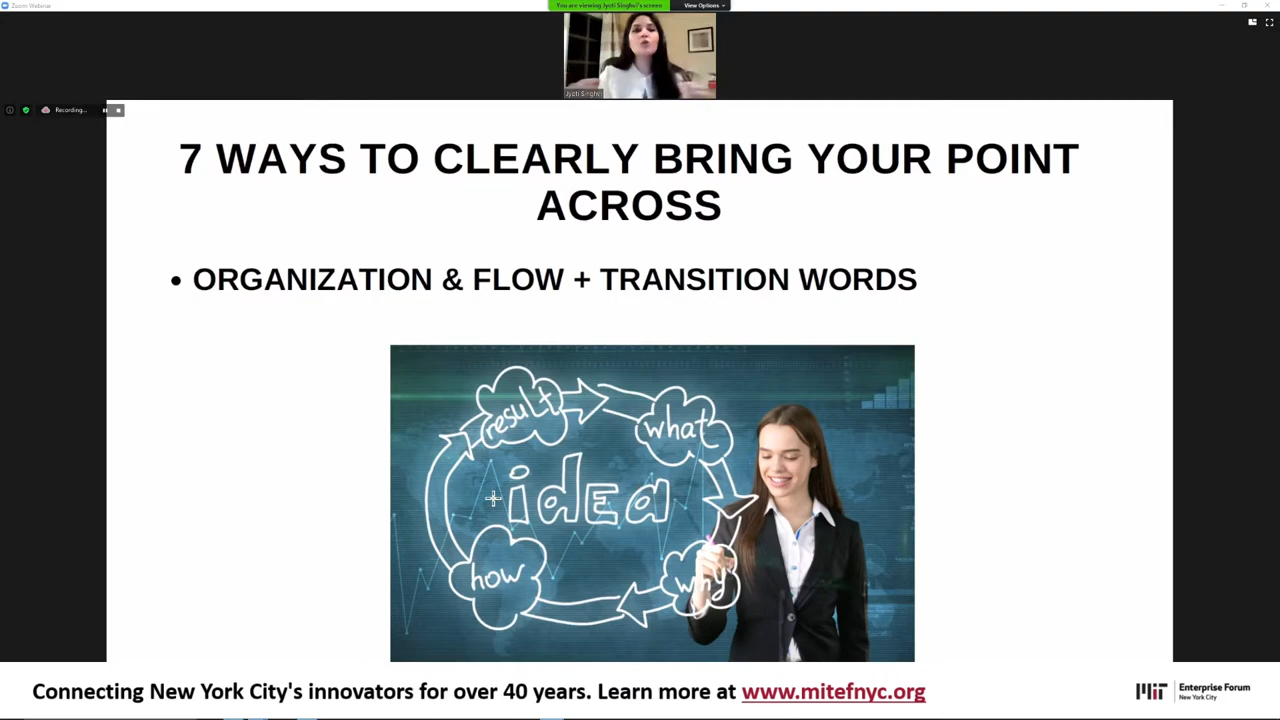 Zoom Webinar
You are viewing Jyoti Singhvi's screen
View Options
Jyoti Singhvi
Recording...
7 WAYS TO CLEARLY BRING YOUR POINT
ACROSS
• ORGANIZATION & FLOW + TRANSITION WORDS
result
what
idEa
how
why
Connecting New York City's innovators for over 40 years. Learn more at www.mitefnyc.org
MIT Enterprise Forum
New York City